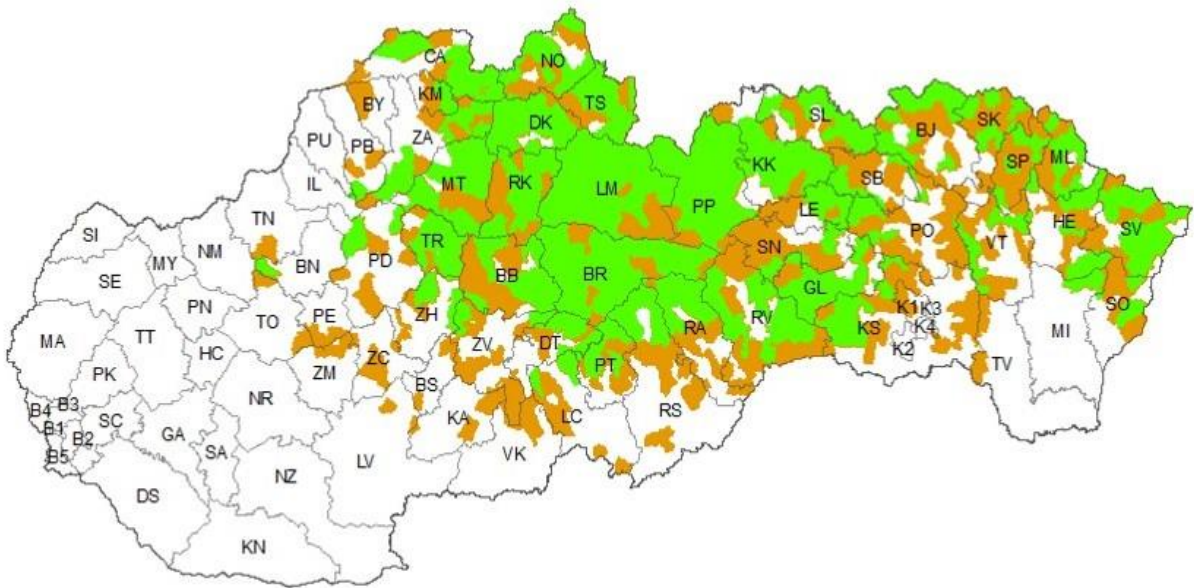 CA
NO
KM
BY
TS
SL
DK
SK
BJ
PU
PB
ZA
SP
ML
KK
IL
MT
RK
LM
SB
PP
LE
TN
HE
SV
SI
TR
PO
VT
MY
NM
PD
SN
BN
BB
BR
SE
GL
PN
PE
ZH
K1
K3
SO
MA
TT
TO
RA
RV
KS
K4
MI
HC
ZV
DT
K2
ZC
PT
TV
PK
ZM
BS
B4
B3
NR
KA
LC
RS
SC
B1
B2
GA
SA
VK
B5
LV
NZ
DS
KN